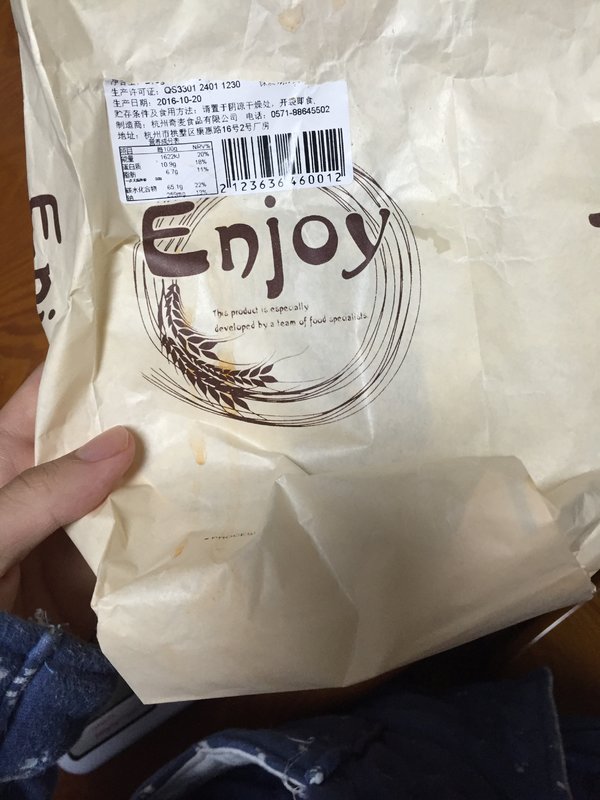 生产许可证：QS3301 2401 1230
生产日期：2016-10-20
贮存条件及食用方法：请置于阴凉干燥处，开袋即食.
制造商：杭州奇麦食品有限公司 电话：0571-88645502
地址：杭州市拱墅区康惠路16号2号厂房
营养成分表
项目 每100g NRV%
能量 1622kJ 20%
蛋白质 10.9g 18%
脂肪 6.7g 11%
碳水化合物 65.1g 22%
2 123636 460012
Enjoy
This product is especially
developed by a team of food specialists.